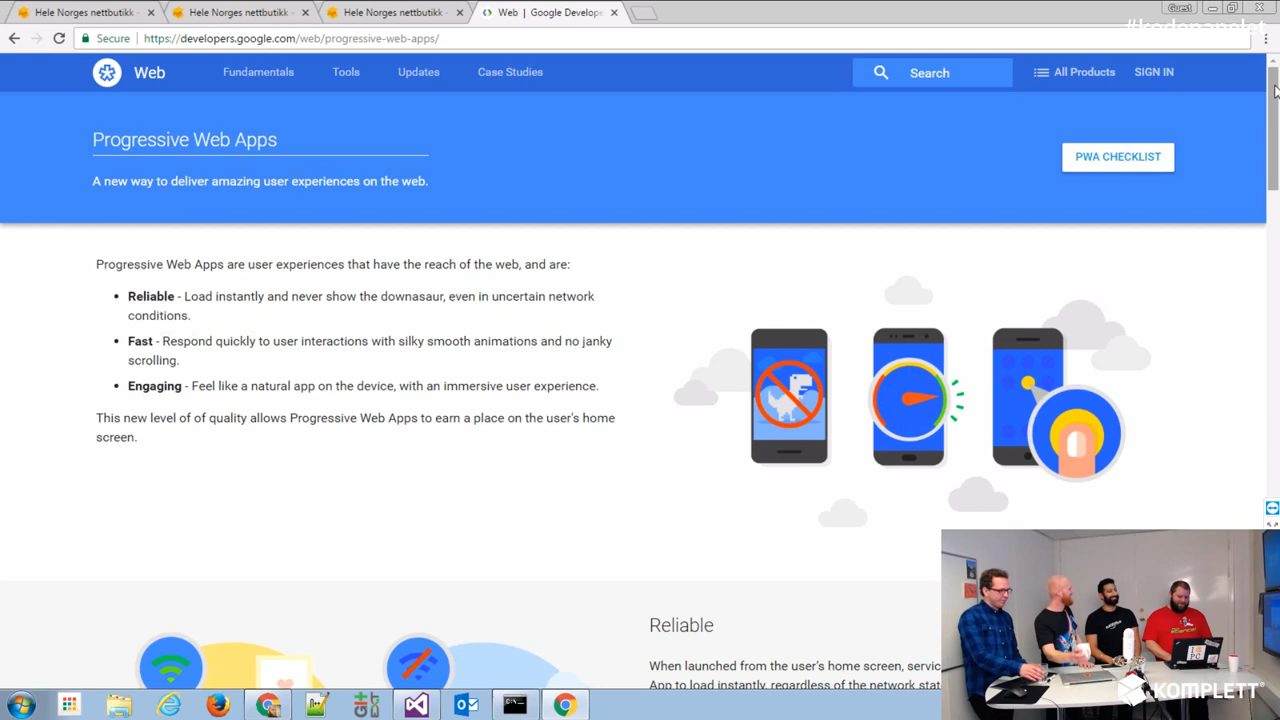 Hele Norges nettbutikk -
Hele Norges nettbutikk -
Hele Norges nettbutikk -
Web | Google Develope
Guest
Secure
https://developers.google.com/web/progressive-web-apps/
Web
Fundamentals
Tools
Updates
Case Studies
Search
All Products
SIGN IN
Progressive Web Apps
PWA CHECKLIST
A new way to deliver amazing user experiences on the web.
Progressive Web Apps are user experiences that have the reach of the web, and are:
• Reliable - Load instantly and never show the downasaur, even in uncertain network
conditions.
• Fast - Respond quickly to user interactions with silky smooth animations and no janky
scrolling.
• Engaging - Feel like a natural app on the device, with an immersive user experience.
This new level of of quality allows Progressive Web Apps to earn a place on the user's home
screen.
Reliable
When launched from the user's home screen, servic
App to load instantly, regardless of the network stat
I
PC
KOMPLETT